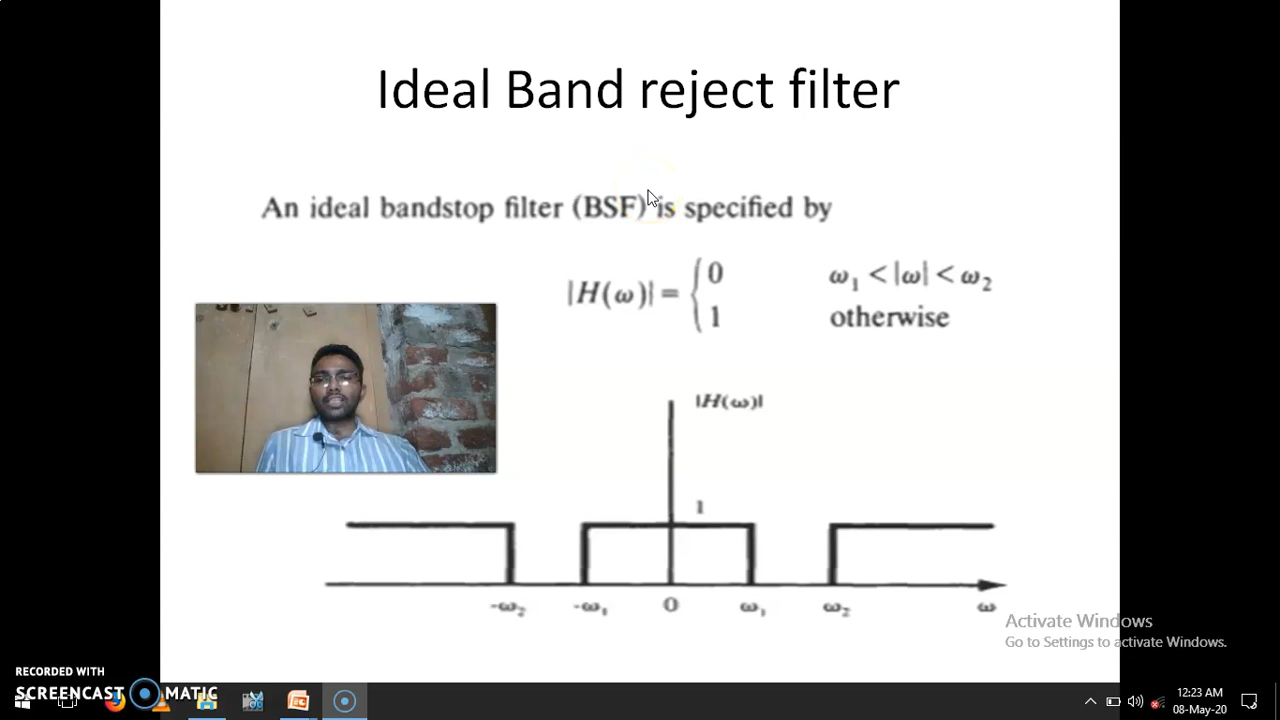 Ideal Band reject filter
An ideal bandstop filter (BSF) is specified by
|H(ω)| = { 0 ω₁ < |ω| < ω₂
1 otherwise
|H(ω)|
1
-ω₂ -ω₁ 0 ω₁ ω₂ ω
Activate Windows
Go to Settings to activate Windows.
RECORDED WITH
SCREENCAST MATIC
12:23 AM
08-May-20